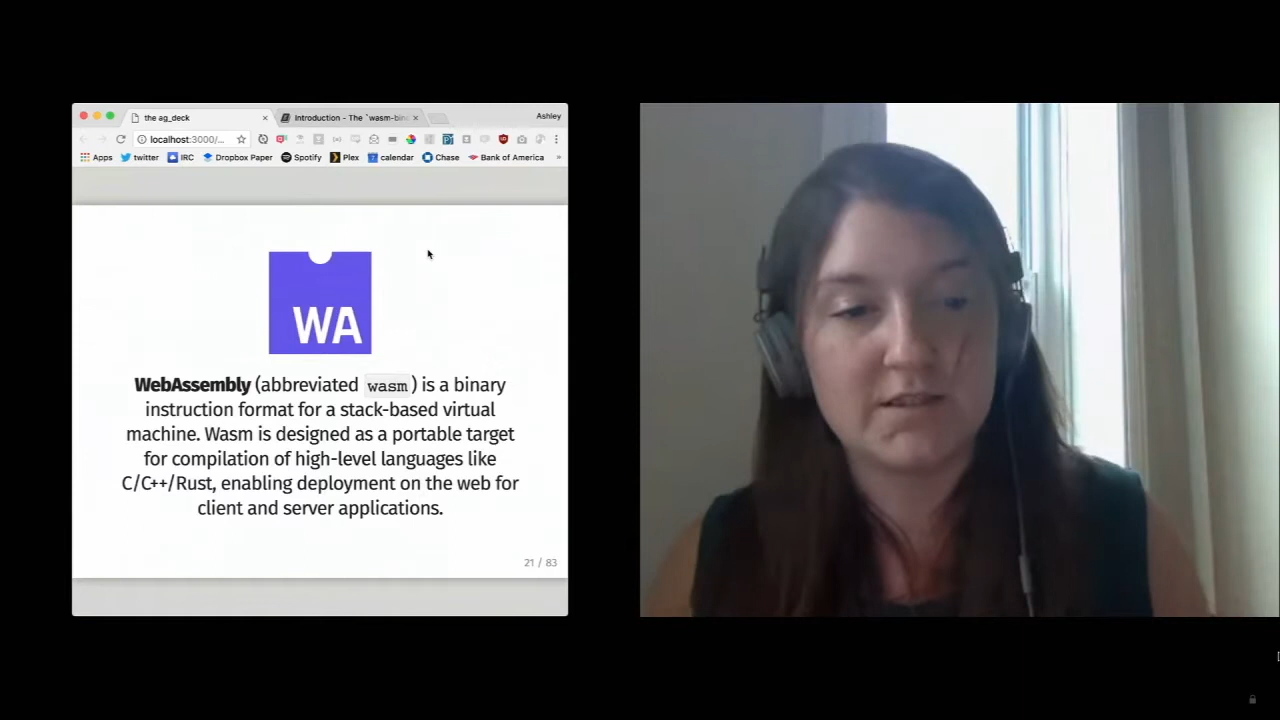 the ag_deck × Introduction - The `wasm-bin × Ashley
localhost:3000/...
Apps twitter IRC Dropbox Paper Spotify Plex calendar Chase Bank of America »
WA
WebAssembly (abbreviated wasm) is a binary
instruction format for a stack-based virtual
machine. Wasm is designed as a portable target
for compilation of high-level languages like
C/C++/Rust, enabling deployment on the web for
client and server applications.
21 / 83